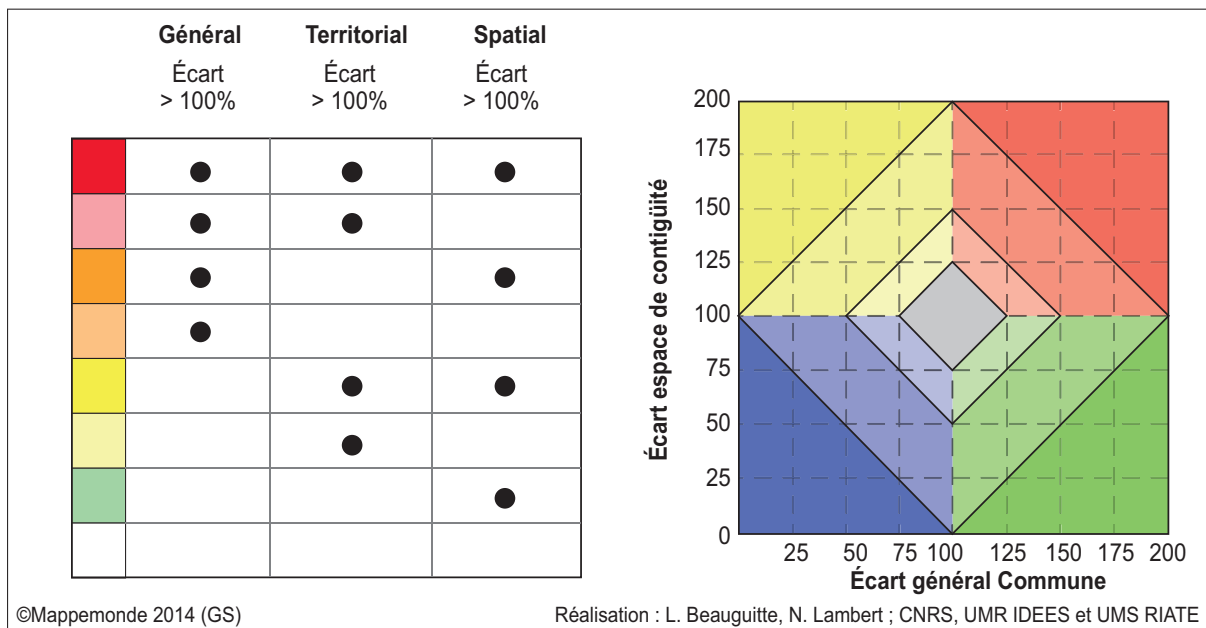 Général Territorial Spatial
Écart Écart Écart
> 100% > 100% > 100%
Écart espace de contigüité
200
175
150
125
100
75
50
25
0
25 50 75 100 125 150 175 200
Écart général Commune
©Mappemonde 2014 (GS)
Réalisation : L. Beauguitte, N. Lambert ; CNRS, UMR IDEES et UMS RIATE